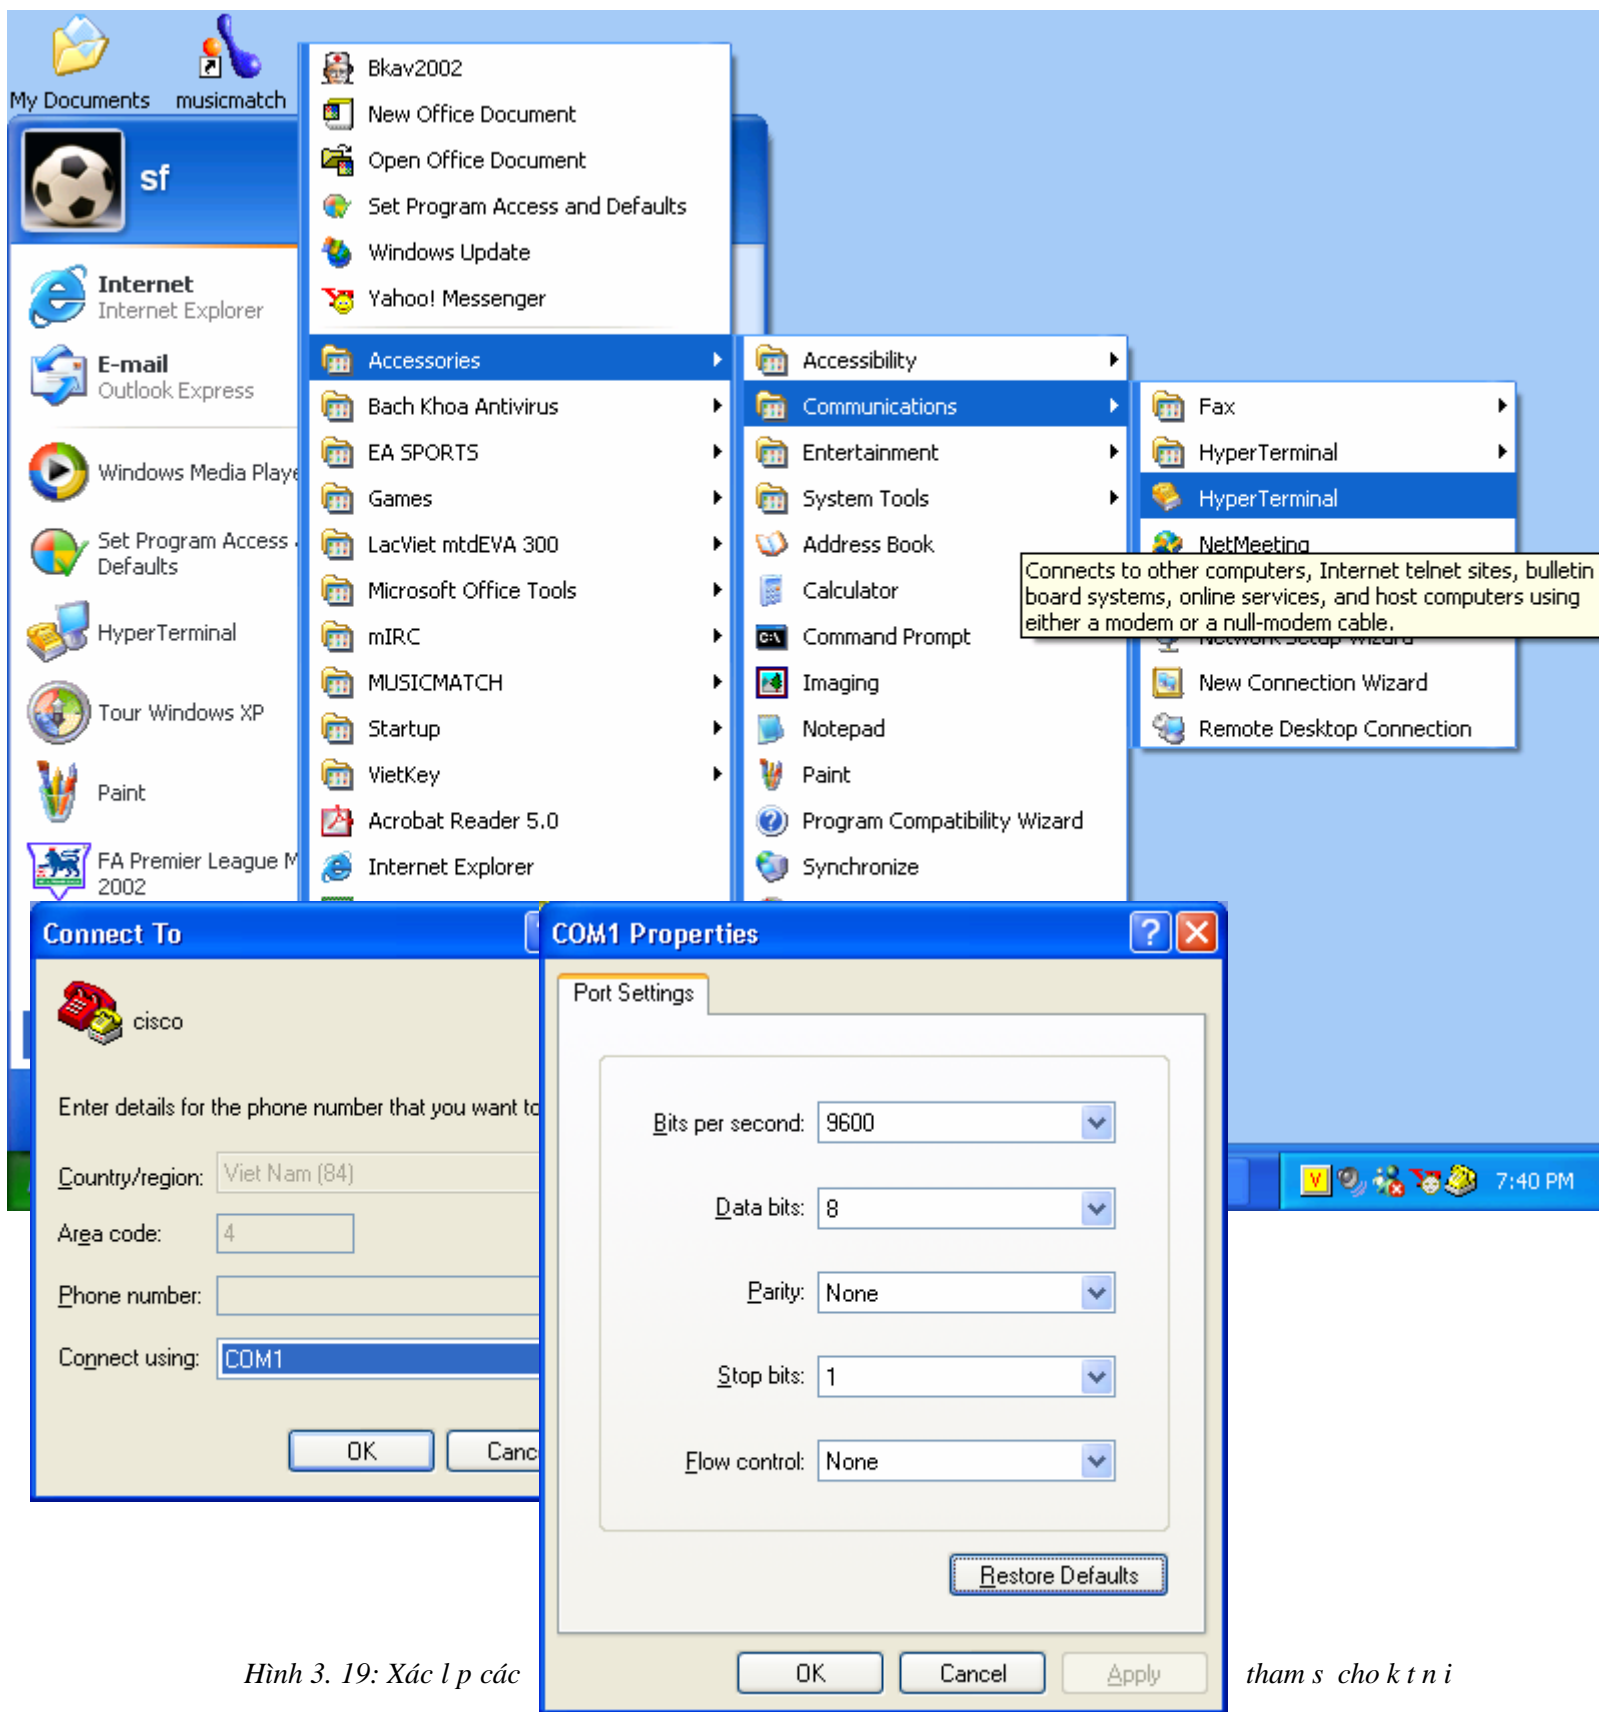 My Documents
musicmatch
sf
Internet
Internet Explorer
E-mail
Outlook Express
Windows Media Playe
Set Program Access
Defaults
HyperTerminal
Tour Windows XP
Paint
FA Premier League M
2002
Bkav2002
New Office Document
Open Office Document
Set Program Access and Defaults
Windows Update
Yahoo! Messenger
Accessories
Bach Khoa Antivirus
EA SPORTS
Games
LacViet mtdEVA 300
Microsoft Office Tools
mIRC
MUSICMATCH
Startup
VietKey
Acrobat Reader 5.0
Internet Explorer
Accessibility
Communications
Entertainment
System Tools
Address Book
Calculator
Command Prompt
Imaging
Notepad
Paint
Program Compatibility Wizard
Synchronize
Fax
HyperTerminal
HyperTerminal
NetMeeting
Connects to other computers, Internet telnet sites, bulletin
board systems, online services, and host computers using
either a modem or a null-modem cable.
Network Setup Wizard
New Connection Wizard
Remote Desktop Connection
Connect To
cisco
Enter details for the phone number that you want to
Country/region: Viet Nam (84)
Area code: 4
Phone number:
Connect using: COM1
OK
Canc
COM1 Properties
Port Settings
Bits per second: 9600
Data bits: 8
Parity: None
Stop bits: 1
Flow control: None
Restore Defaults
OK
Cancel
Apply
7:40 PM
Hình 3. 19: Xác l p các tham s cho k t n i